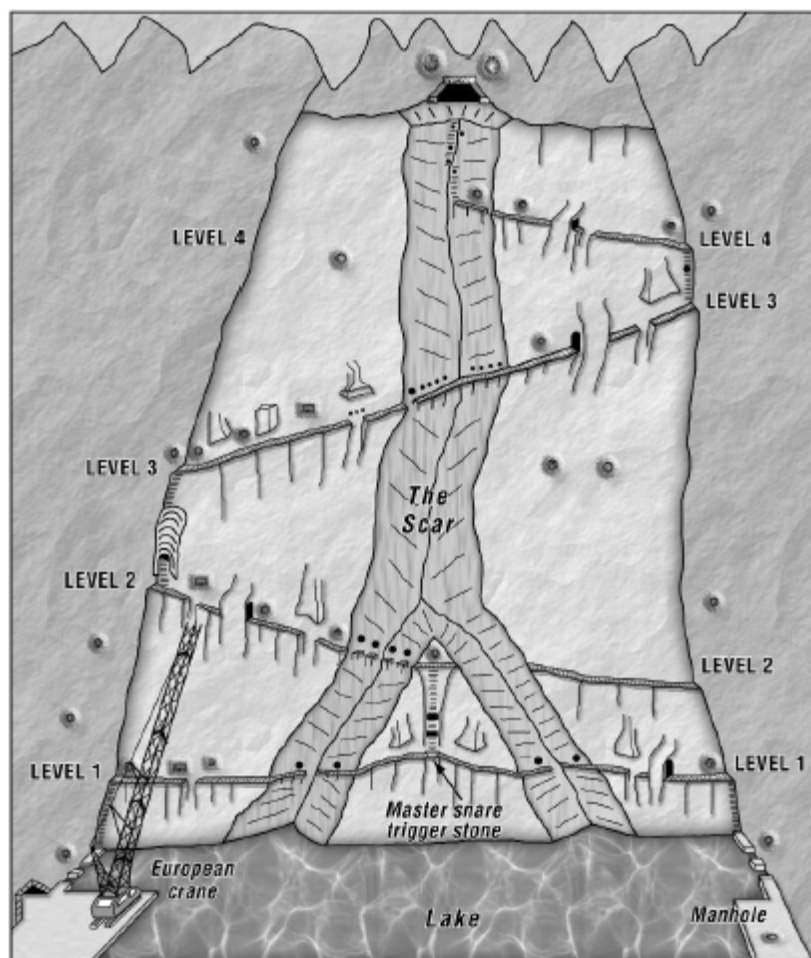 LEVEL 4
LEVEL 4
LEVEL 3
LEVEL 3
The
Scar
LEVEL 2
LEVEL 2
LEVEL 1
LEVEL 1
Master snare
trigger stone
European
crane
Lake
Manhole